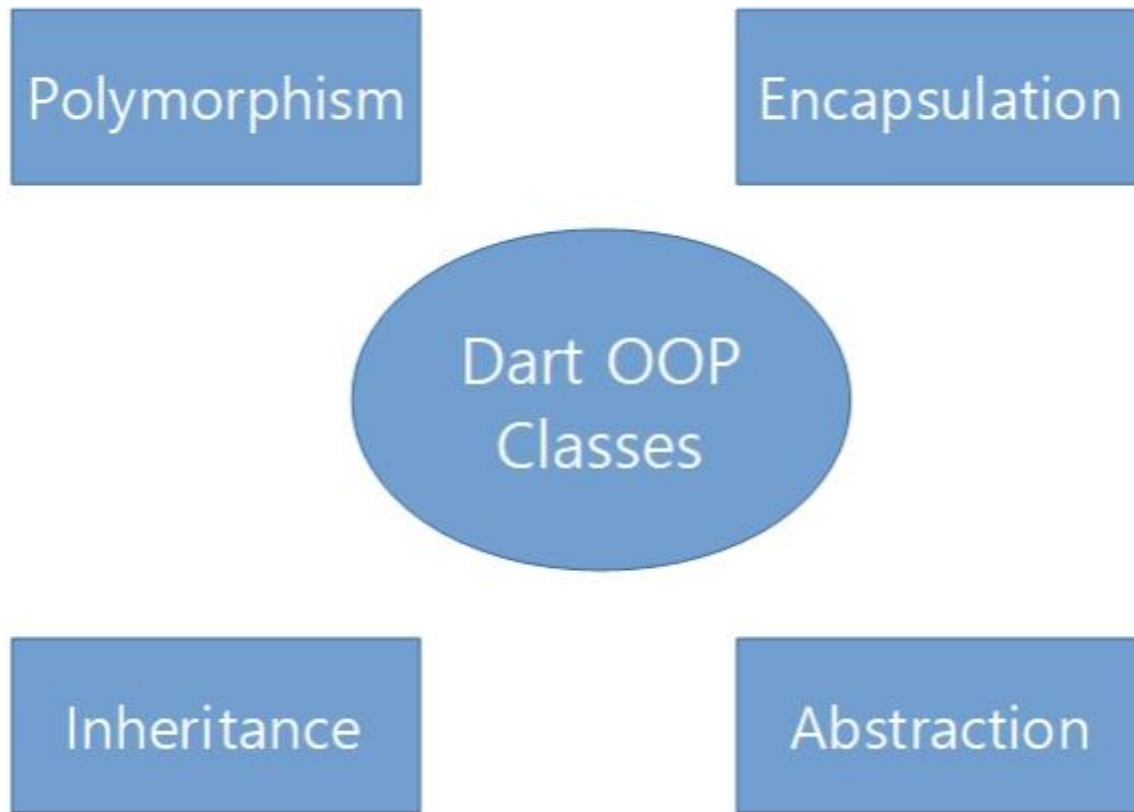 Polymorphism
Encapsulation
Dart OOP
Classes
Inheritance
Abstraction